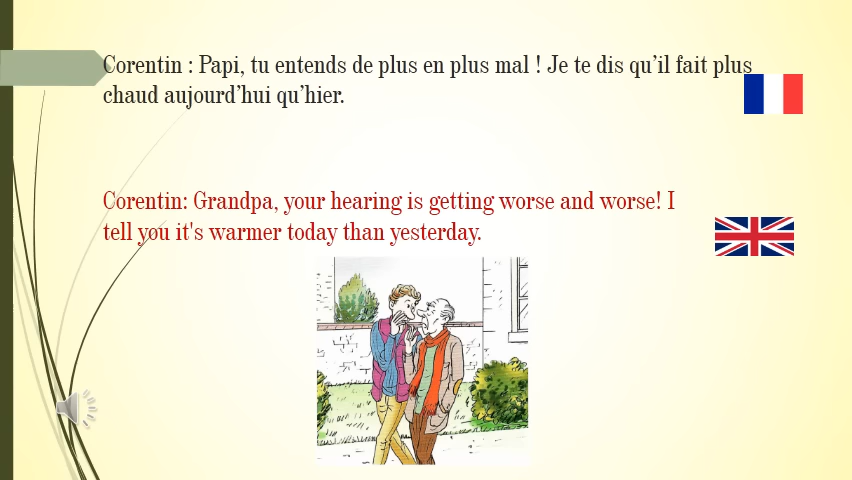 Corentin : Papi, tu entends de plus en plus mal ! Je te dis qu’il fait plus
chaud aujourd’hui qu’hier.
Corentin: Grandpa, your hearing is getting worse and worse! I
tell you it's warmer today than yesterday.